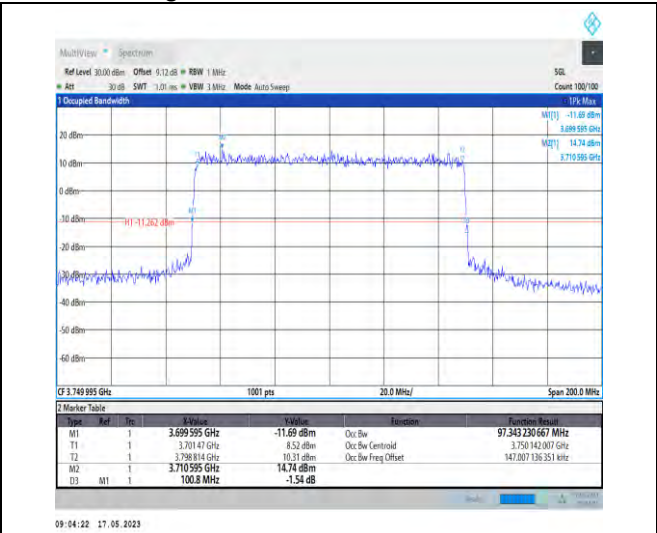 MultiView Spectrum
Ref Level 30.00 dBm Offset 9.12 dB RBW 1 MHz SGL
Att 30 dB SWT 1.01 ms VBW 3 MHz Mode Auto Sweep Count 100/100
1 Occupied Bandwidth 1Pk Max
M1[1] -11.69 dBm
3.699 595 GHz
M2[1] 14.74 dBm
3.710 595 GHz
20 dBm
M2
10 dBm
0 dBm
M1
-10 dBm
H1 -11.262 dBm
-20 dBm
-30 dBm
-40 dBm
-50 dBm
-60 dBm
CF 3.749 995 GHz 1001 pts 20.0 MHz/ Span 200.0 MHz
2 Marker Table
Type Ref Trc X-Value Y-Value Function Function Result
M1 1 3.699 595 GHz -11.69 dBm Occ Bw 97.343 230 667 MHz
T1 1 3.701 47 GHz 8.52 dBm Occ Bw Centroid 3.750 142 007 GHz
T2 1 3.798 814 GHz 10.31 dBm Occ Bw Freq Offset 147.007 136 351 kHz
M2 1 3.710 595 GHz 14.74 dBm
D3 M1 1 100.8 MHz -1.54 dB
09:04:22 17.05.2023